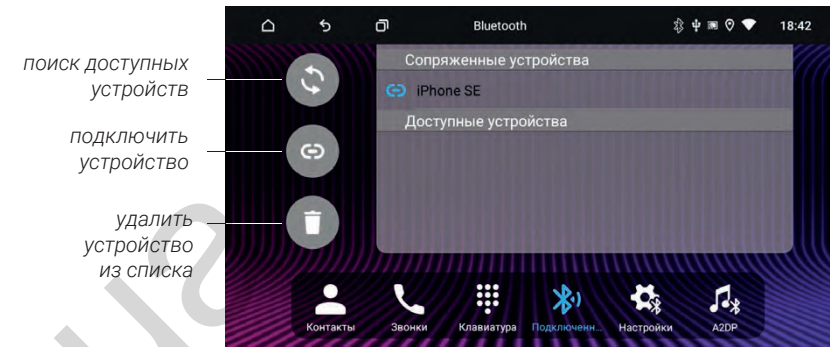 Bluetooth
18:42
поиск доступных
устройств
подключить
устройство
удалить
устройство
из списка
Сопряженные устройства
iPhone SE
Доступные устройства
Контакты
Звонки
Клавиатура
Подключенн...
Настройки
A2DP